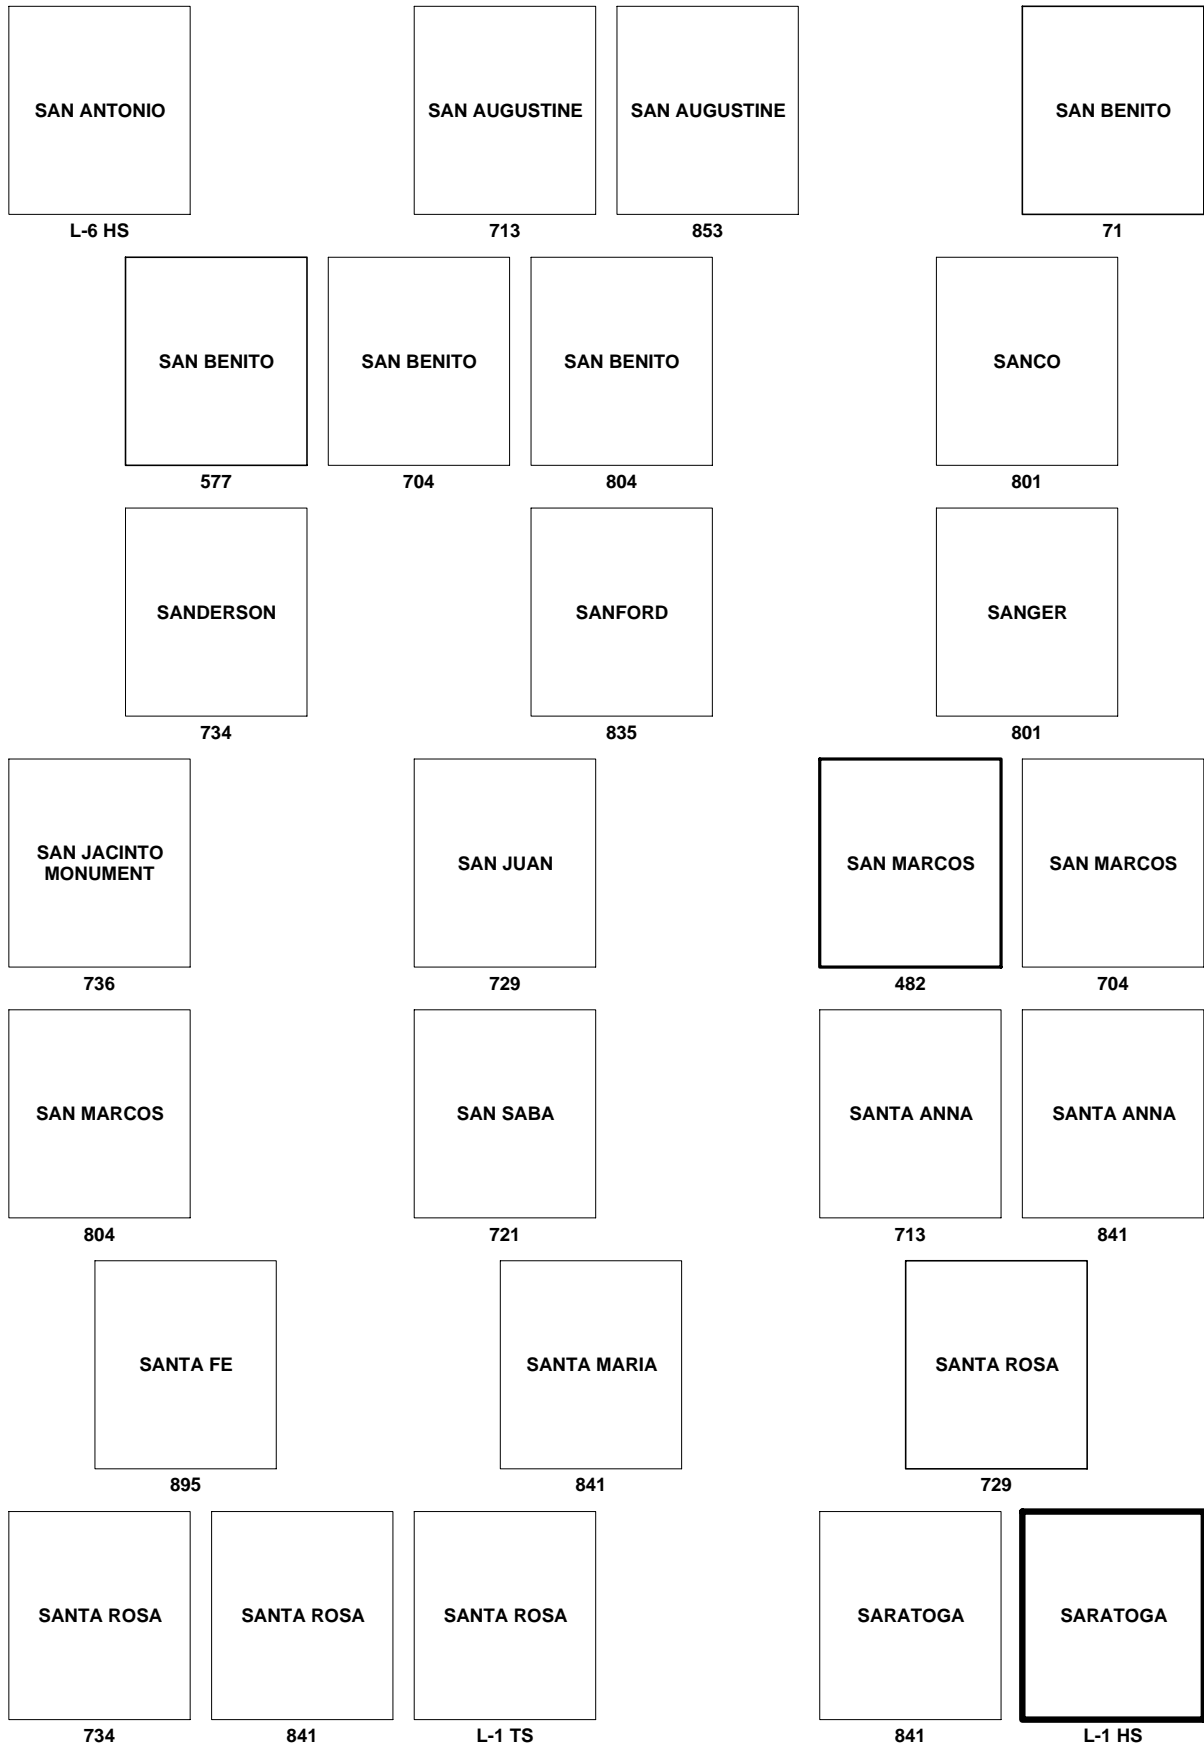 SAN ANTONIO
SAN AUGUSTINE
SAN AUGUSTINE
SAN BENITO
L-6 HS
713
853
71
SAN BENITO
SAN BENITO
SAN BENITO
SANCO
577
704
804
801
SANDERSON
SANFORD
SANGER
734
835
801
SAN JACINTO
MONUMENT
SAN JUAN
SAN MARCOS
SAN MARCOS
736
729
482
704
SAN MARCOS
SAN SABA
SANTA ANNA
SANTA ANNA
804
721
713
841
SANTA FE
SANTA MARIA
SANTA ROSA
895
841
729
SANTA ROSA
SANTA ROSA
SANTA ROSA
SARATOGA
SARATOGA
734
841
L-1 TS
841
L-1 HS